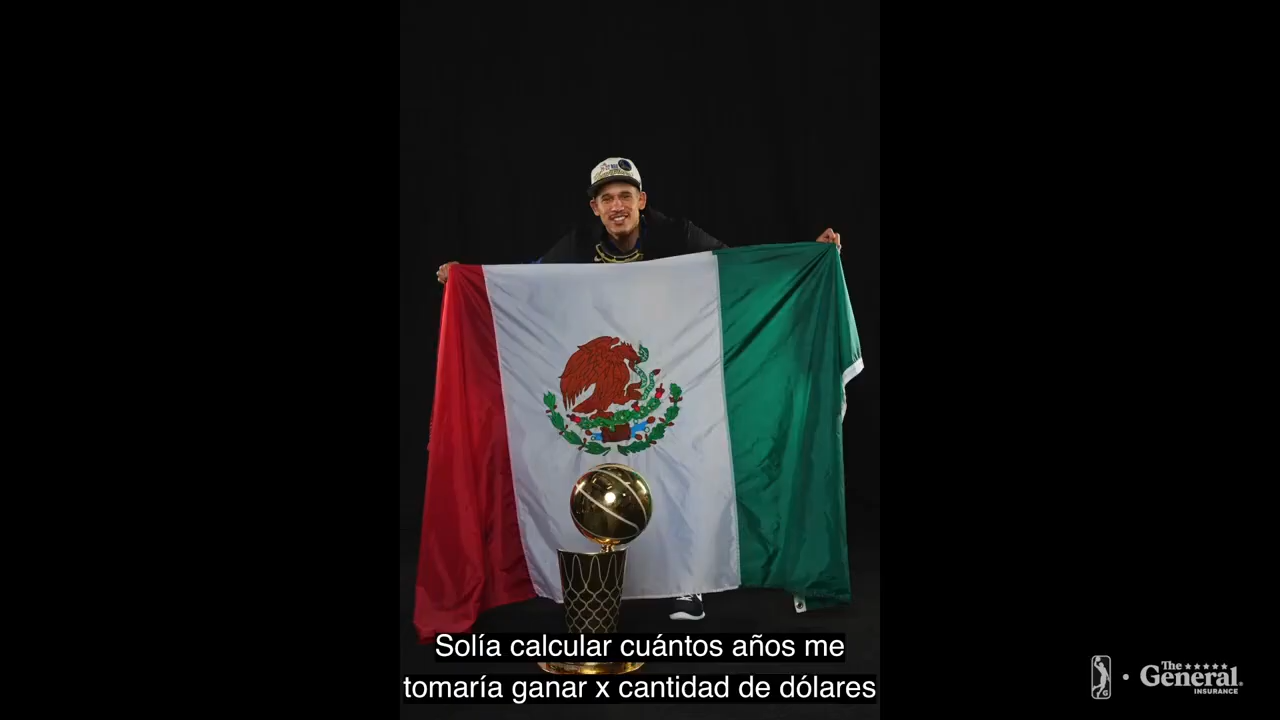 Solía calcular cuántos años me
tomaría ganar x cantidad de dólares
The
General
INSURANCE